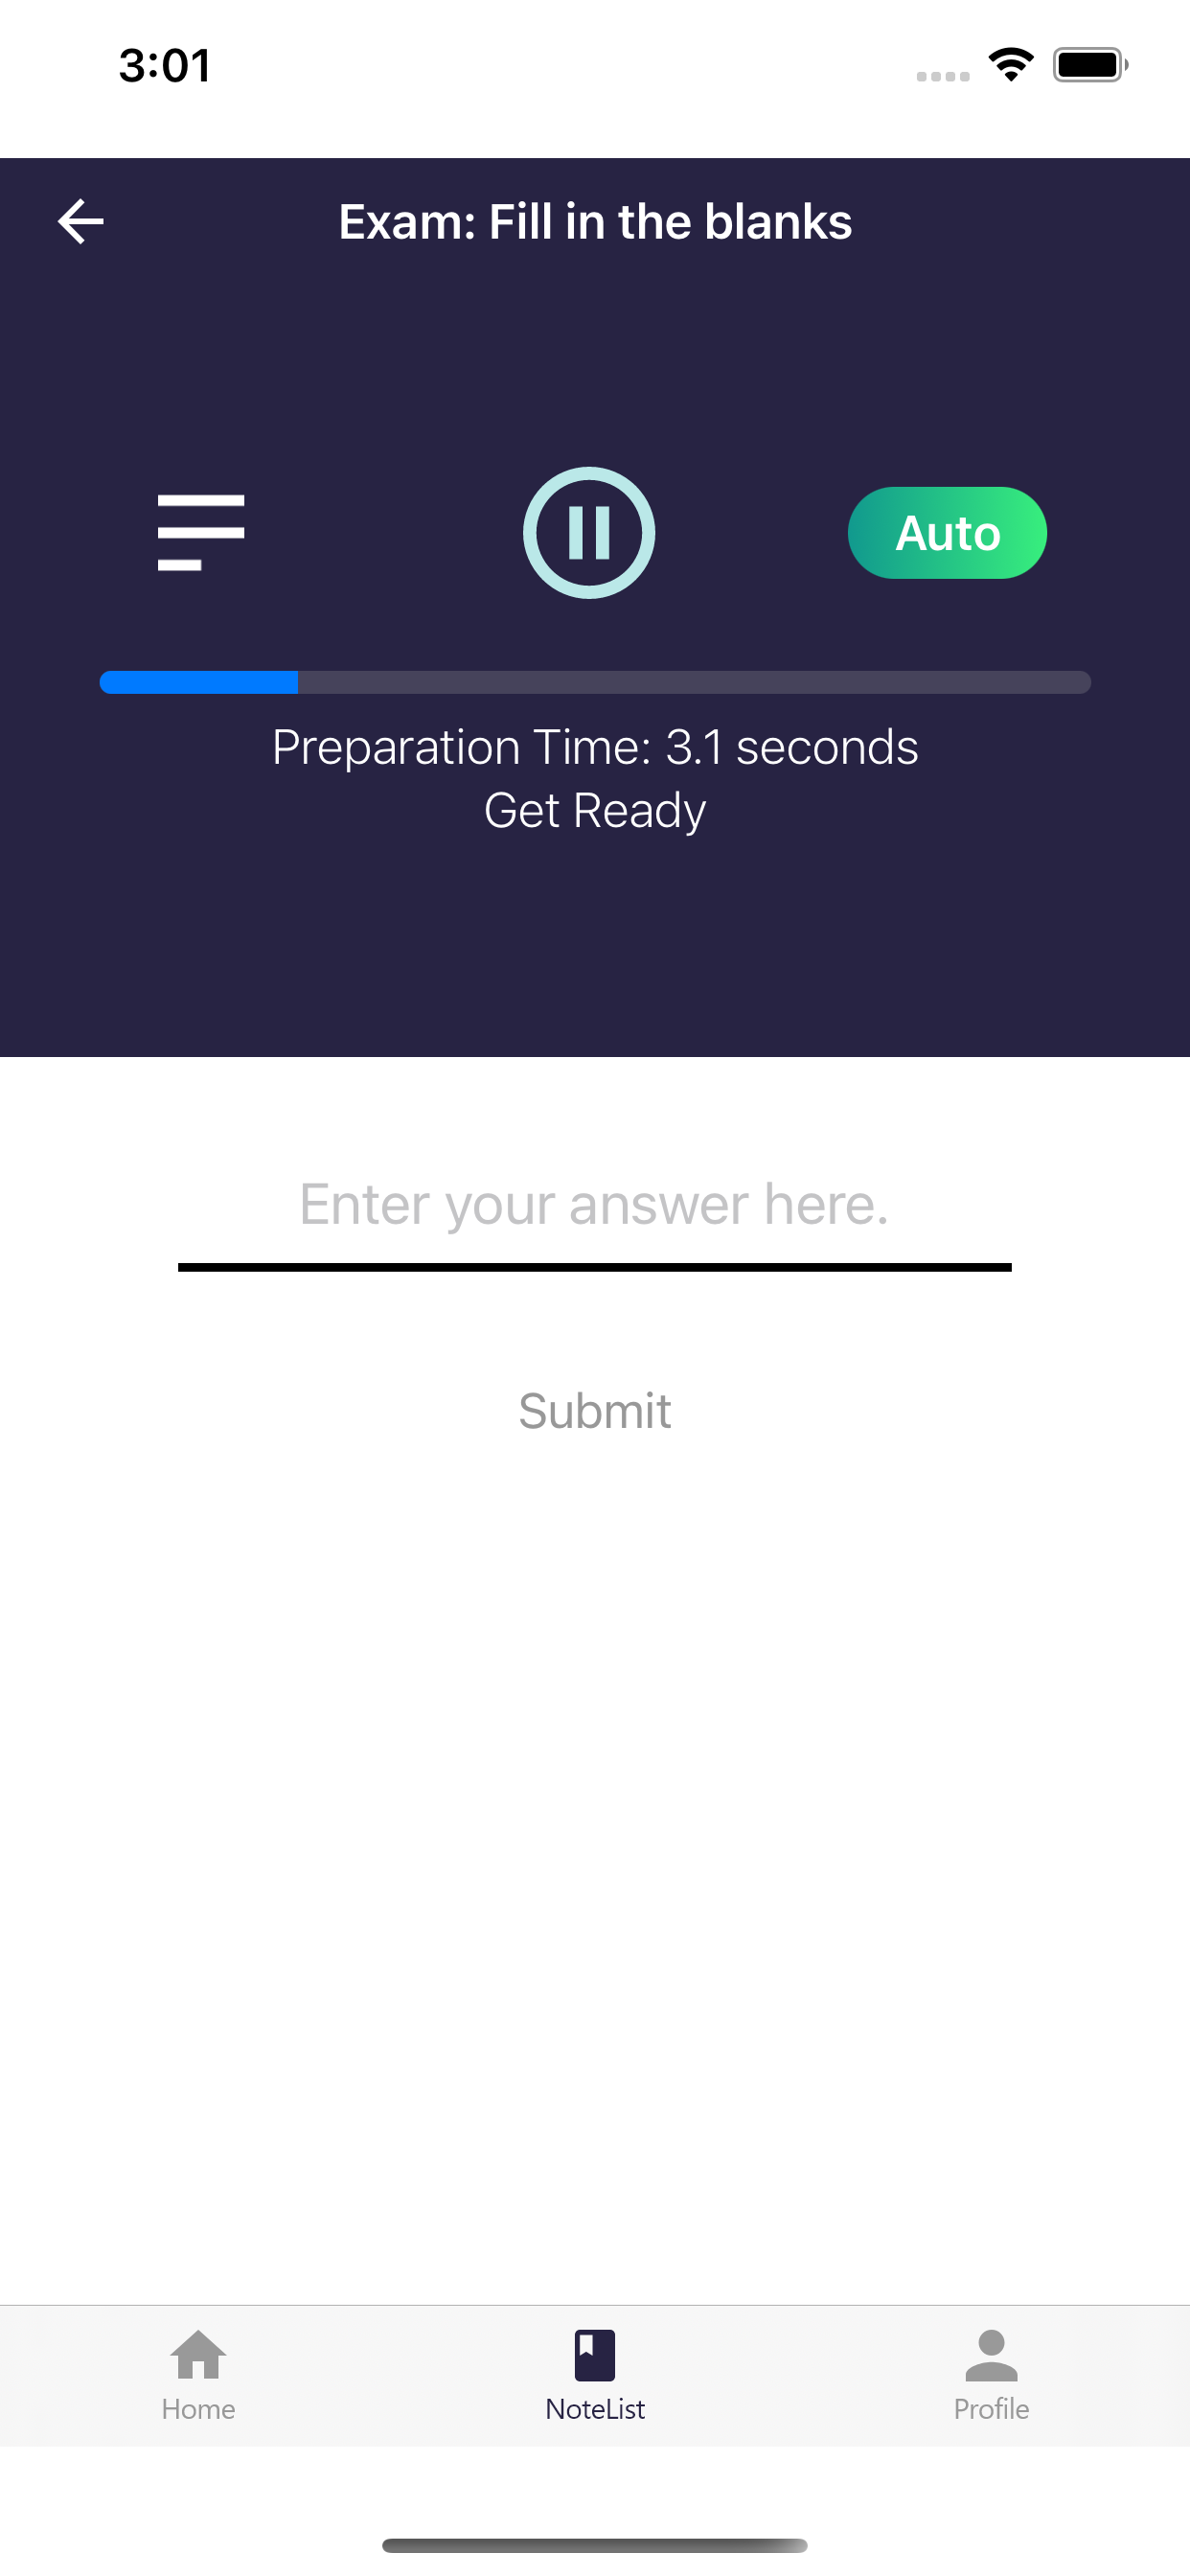 3:01
Exam: Fill in the blanks
Auto
Preparation Time: 3.1 seconds
Get Ready
Enter your answer here.
Submit
Home
NoteList
Profile